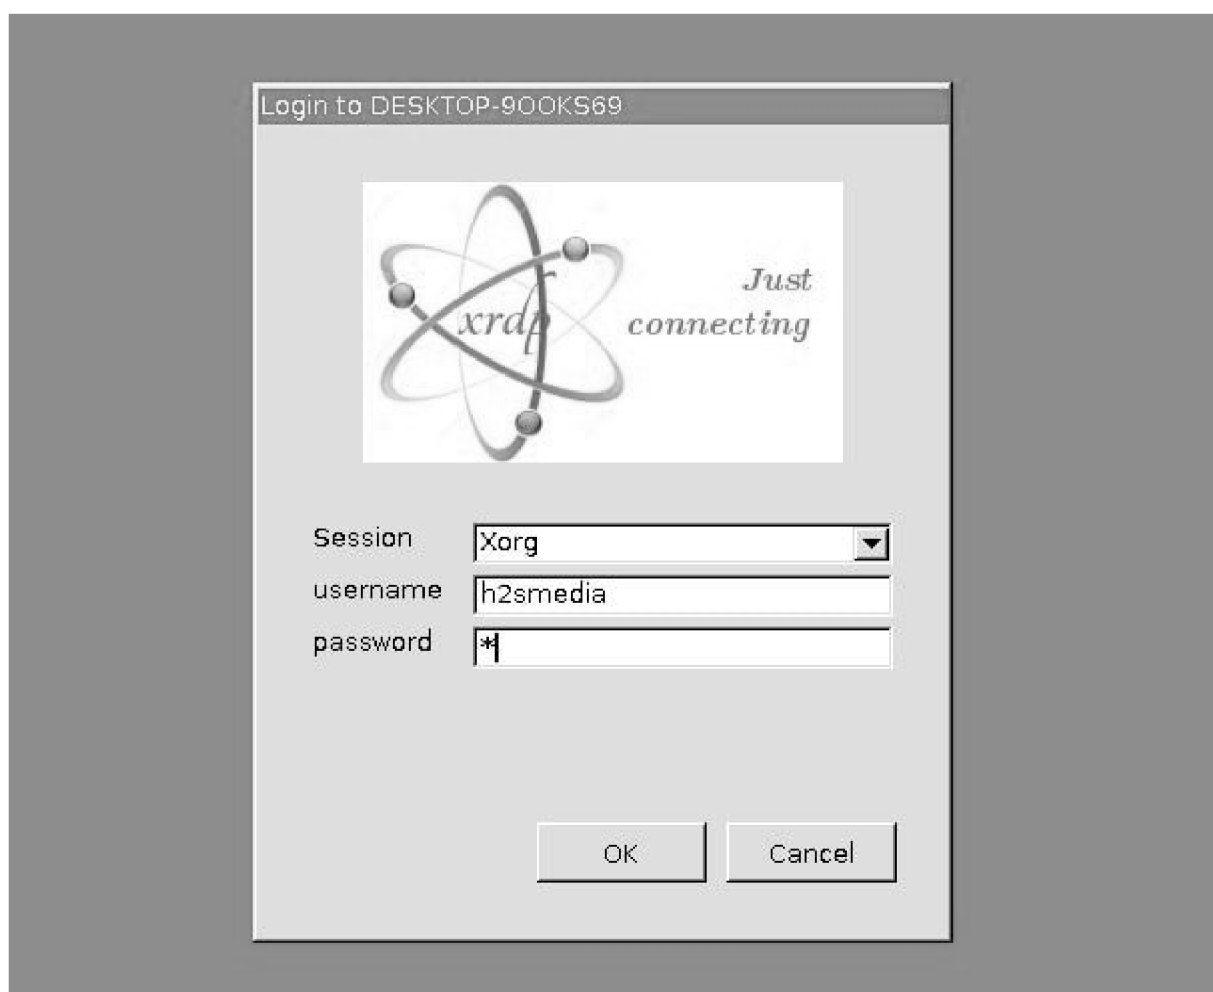 Login to DESKTOP-9OOKS69
xrdp
Just
connecting
Session Xorg
username h2smedia
password *
OK Cancel